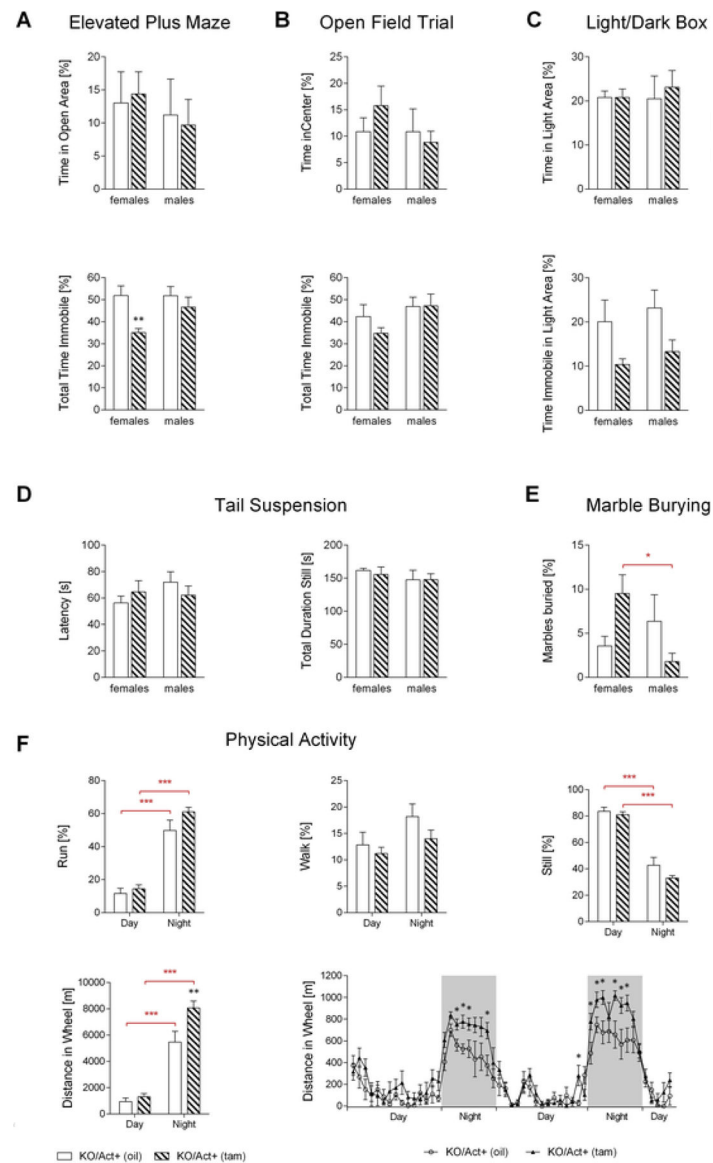 A Elevated Plus Maze
B Open Field Trial
C Light/Dark Box
Time in Open Area [%]
20
15
10
5
0
females males
Time inCenter [%]
25
20
15
10
5
0
females males
Time in Light Area [%]
30
20
10
0
females males
Total Time Immobile [%]
60
50
40
30
20
10
0
**
females males
Total Time Immobile [%]
60
50
40
30
20
10
0
females males
Time Immobile in Light Area [%]
30
20
10
0
females males
D Tail Suspension
E Marble Burying
Latency [s]
100
80
60
40
20
0
females males
Total Duration Still [s]
200
150
100
50
0
females males
Marbles buried [%]
15
10
5
0
*
females males
F Physical Activity
Run [%]
80
60
40
20
0
***
***
Day Night
Walk [%]
25
20
15
10
5
0
Day Night
Still [%]
100
80
60
40
20
0
***
***
Day Night
Distance in Wheel [m]
10000
8000
6000
4000
2000
0
***
***
**
Day Night
Distance in Wheel [m]
1200
1000
800
600
400
200
0
* * * *
* * * * * * *
Day Night Day Night Day
KO/Act+ (oil) KO/Act+ (tam)
KO/Act+ (oil) KO/Act+ (tam)